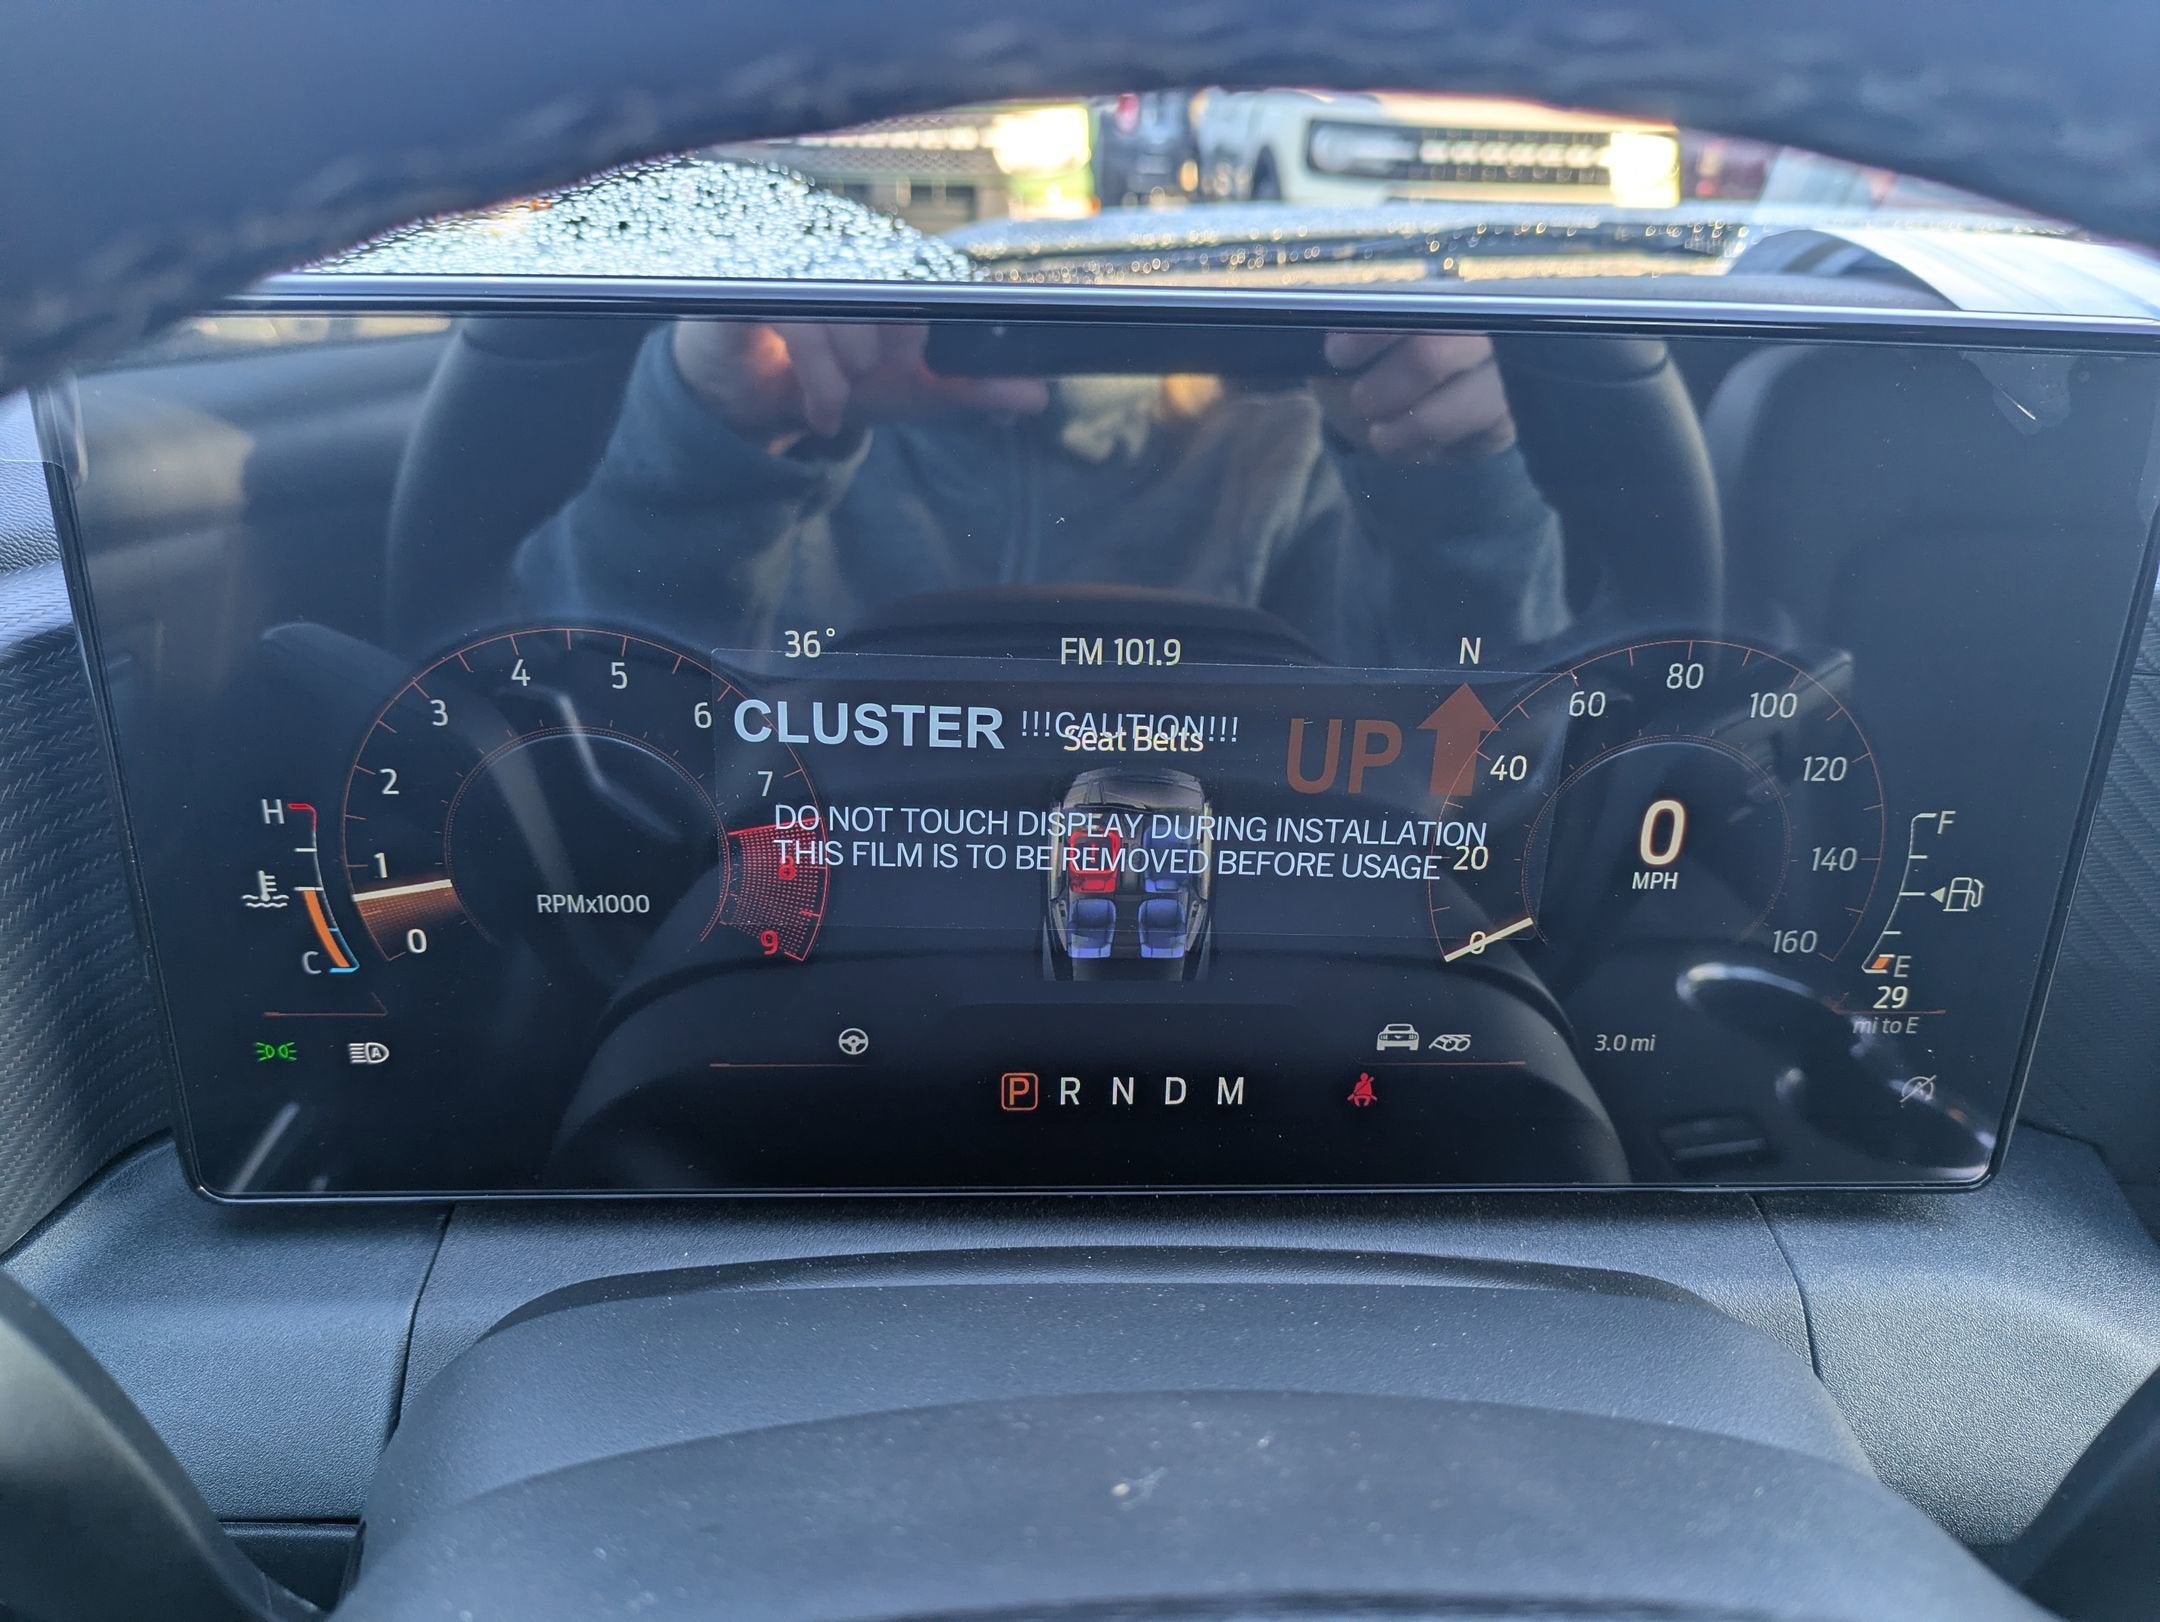 36° FM 101.9 N
CLUSTER !!!CAUTION!!! UP
Seat Belts
DO NOT TOUCH DISPLAY DURING INSTALLATION
THIS FILM IS TO BE REMOVED BEFORE USAGE
H
C
0 1 2 3 4 5 6 7 8 9
RPMx1000
0 20 40 60 80 100 120 140 160
0
MPH
F
E
29
mi to E
A
3.0 mi
P R N D M